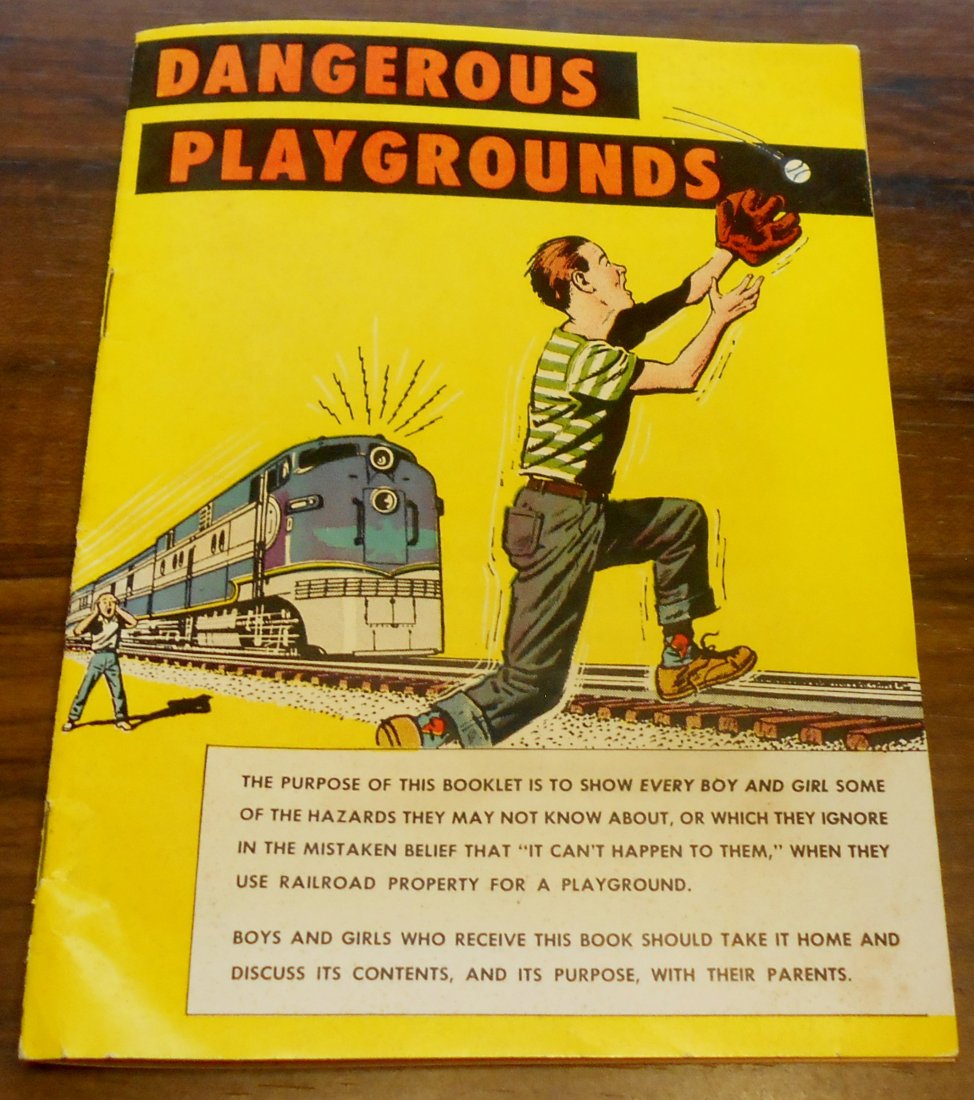 DANGEROUS
PLAYGROUNDS
THE PURPOSE OF THIS BOOKLET IS TO SHOW EVERY BOY AND GIRL SOME
OF THE HAZARDS THEY MAY NOT KNOW ABOUT, OR WHICH THEY IGNORE
IN THE MISTAKEN BELIEF THAT "IT CAN'T HAPPEN TO THEM," WHEN THEY
USE RAILROAD PROPERTY FOR A PLAYGROUND.
BOYS AND GIRLS WHO RECEIVE THIS BOOK SHOULD TAKE IT HOME AND
DISCUSS ITS CONTENTS, AND ITS PURPOSE, WITH THEIR PARENTS.